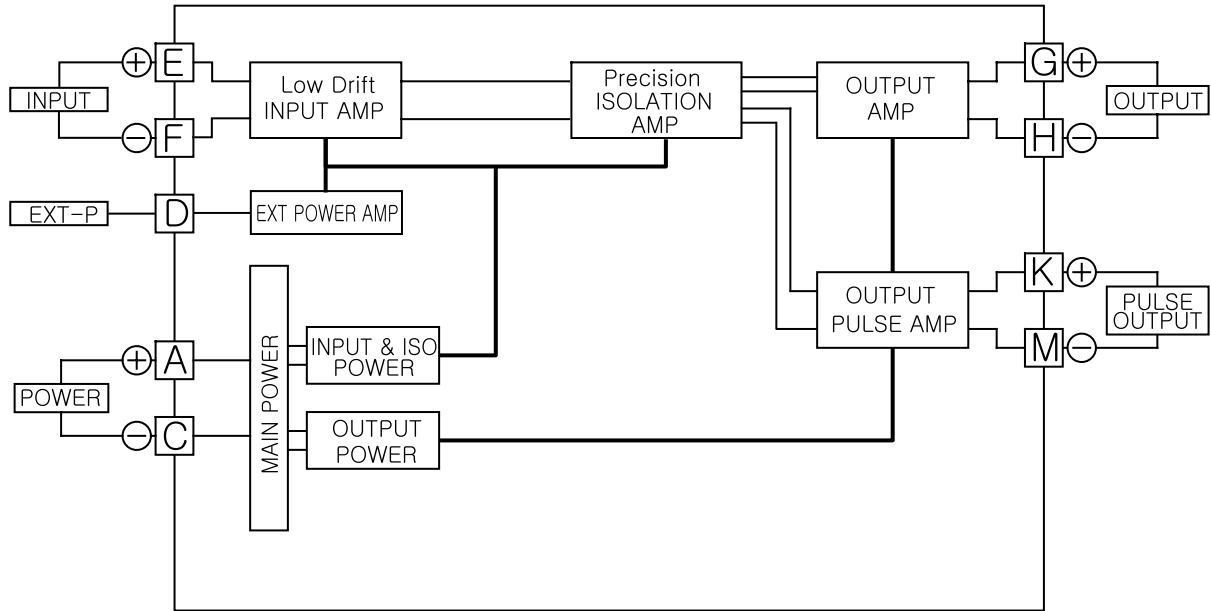 E
Low Drift
INPUT AMP
Precision
ISOLATION
AMP
OUTPUT
AMP
G
INPUT
OUTPUT
F
H
EXT-P
D
EXT POWER AMP
K
OUTPUT
PULSE AMP
PULSE
OUTPUT
M
A
MAIN POWER
INPUT & ISO
POWER
POWER
C
OUTPUT
POWER